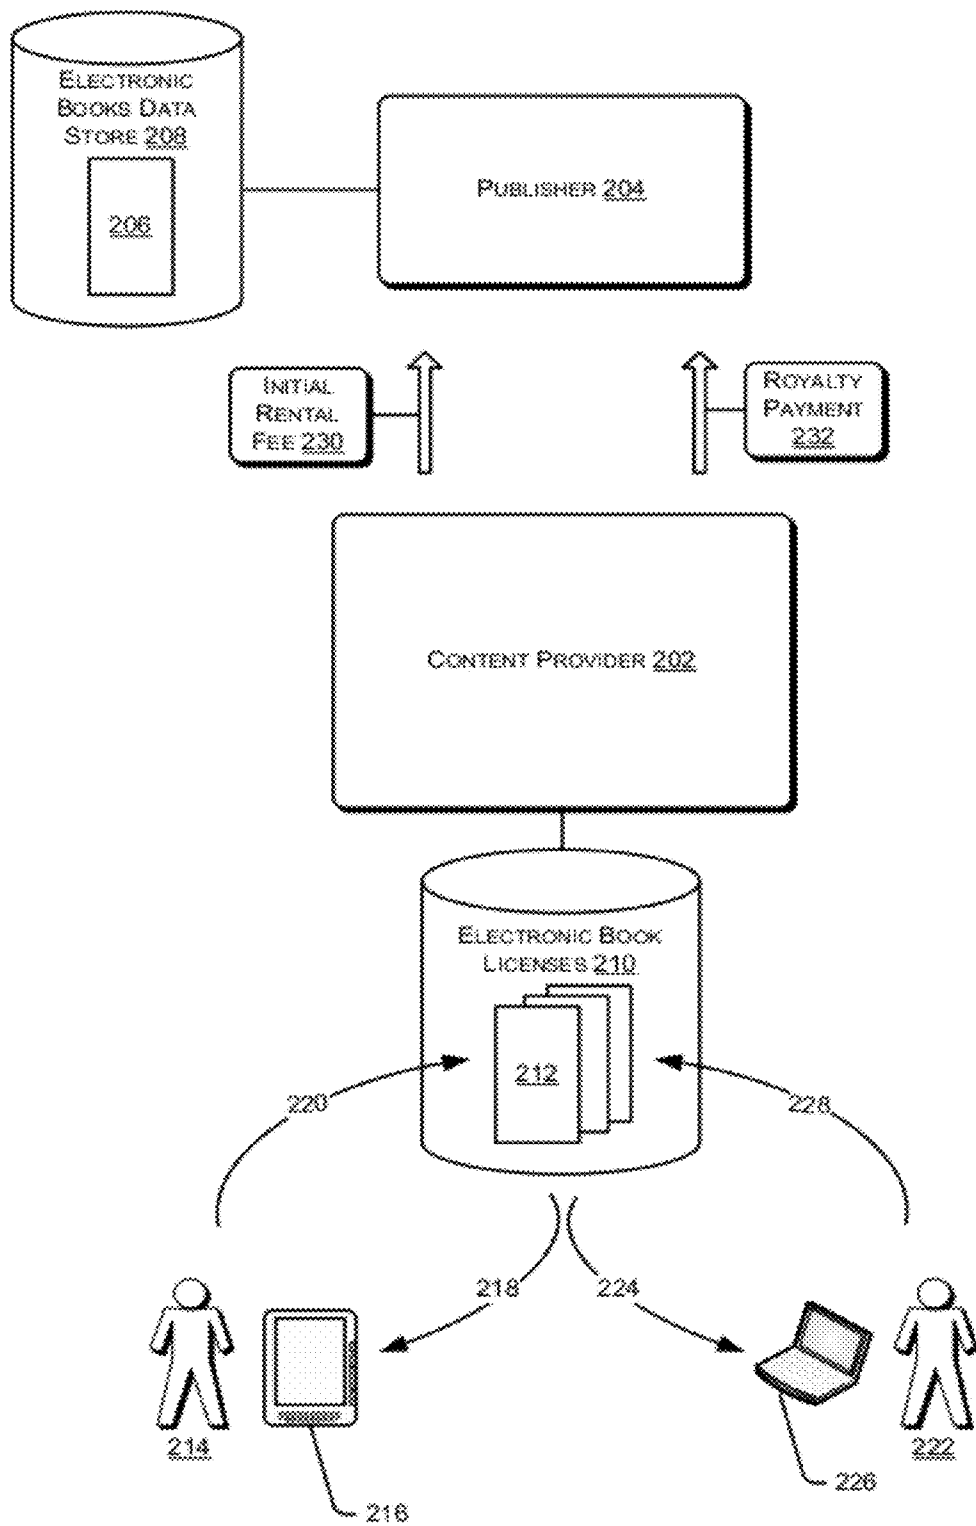 ELECTRONIC
BOOKS DATA
STORE 208
206
PUBLISHER 204
INITIAL
RENTAL
FEE 230
ROYALTY
PAYMENT
232
CONTENT PROVIDER 202
ELECTRONIC BOOK
LICENSES 210
212
220
228
218
224
214
222
216
226